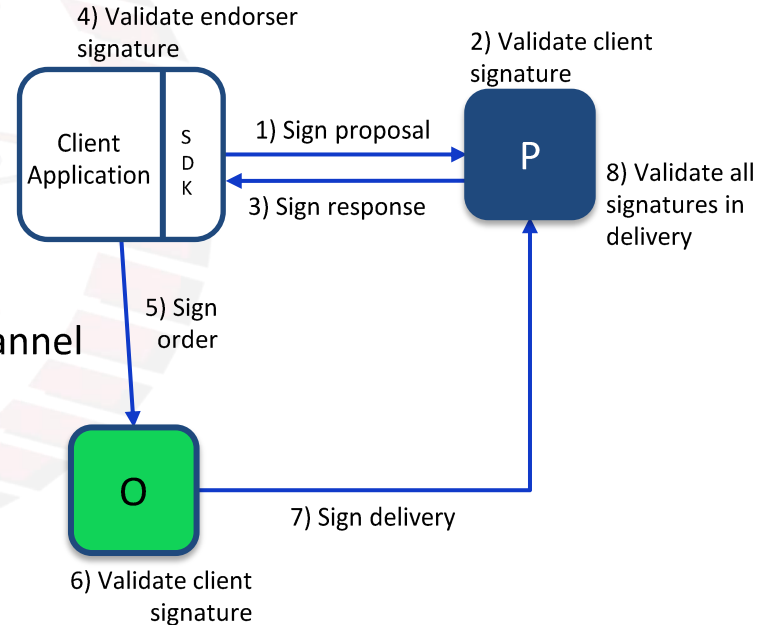 4) Validate endorser
signature
2) Validate client
signature
Client
Application
S
D
K
1) Sign proposal
3) Sign response
P
8) Validate all
signatures in
delivery
5) Sign
order
annel
O
7) Sign delivery
6) Validate client
signature